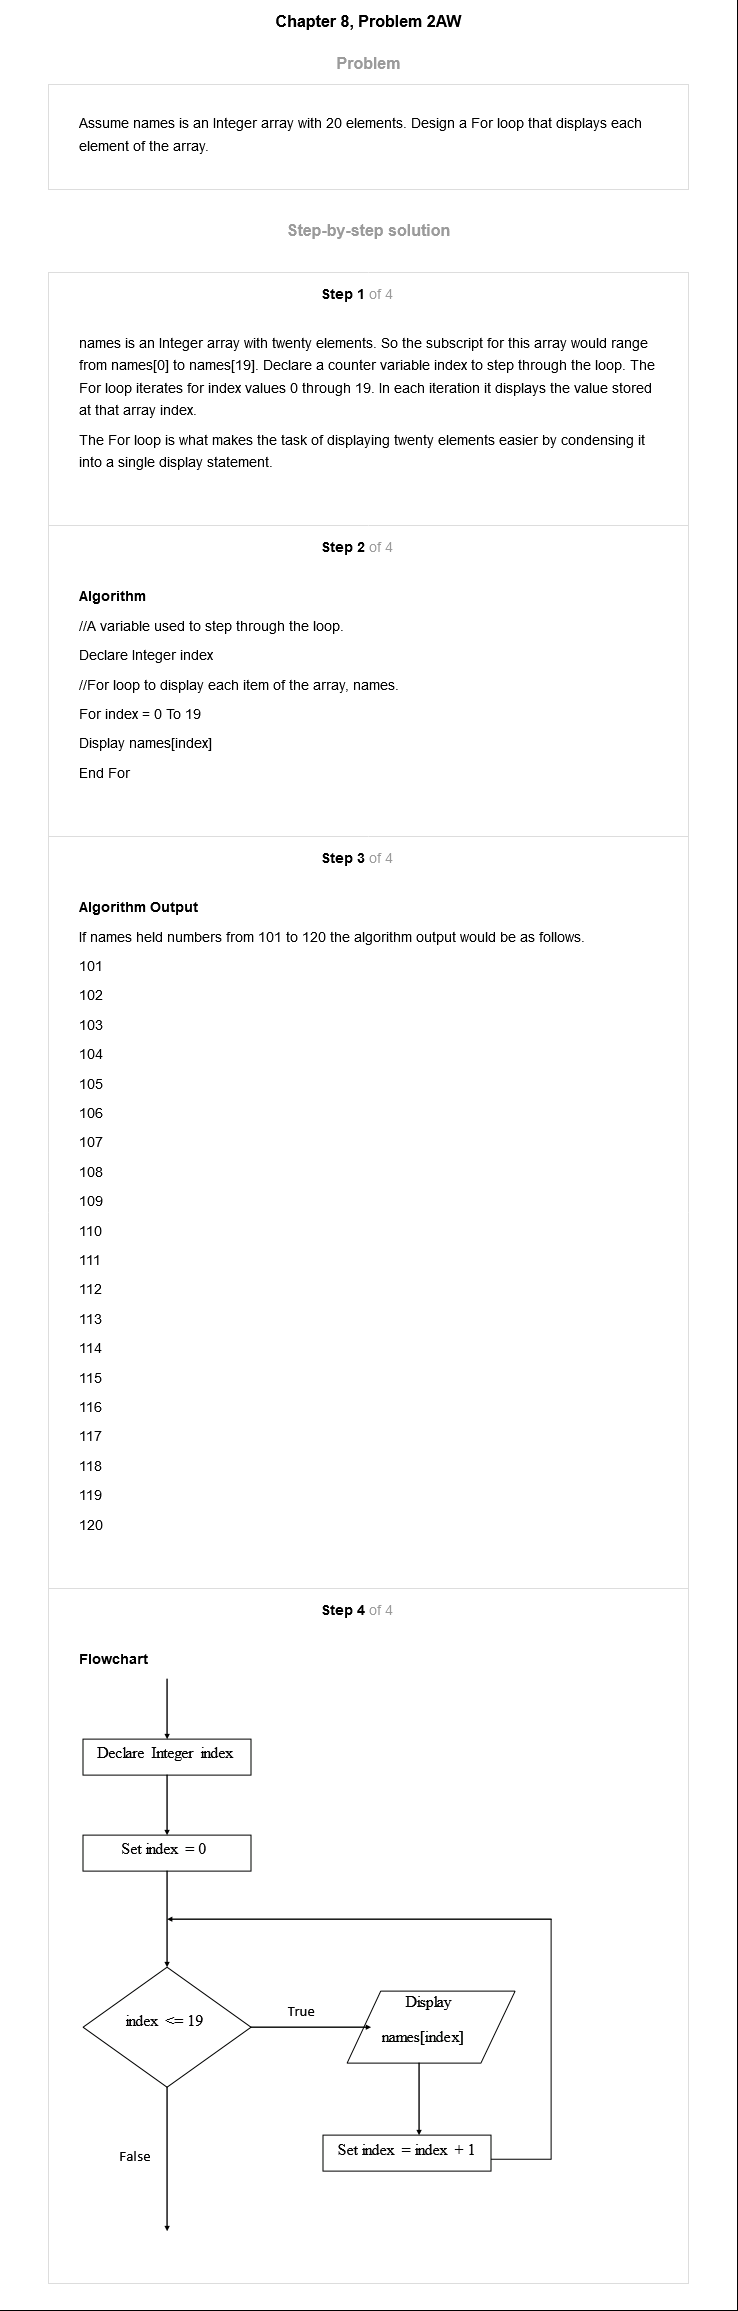 Chapter 8, Problem 2AW
Problem
Assume names is an Integer array with 20 elements. Design a For loop that displays each
element of the array.
Step-by-step solution
Step 1 of 4
names is an Integer array with twenty elements. So the subscript for this array would range
from names[0] to names[19]. Declare a counter variable index to step through the loop. The
For loop iterates for index values 0 through 19. In each iteration it displays the value stored
at that array index.
The For loop is what makes the task of displaying twenty elements easier by condensing it
into a single display statement.
Step 2 of 4
Algorithm
//A variable used to step through the loop.
Declare Integer index
//For loop to display each item of the array, names.
For index = 0 To 19
Display names[index]
End For
Step 3 of 4
Algorithm Output
If names held numbers from 101 to 120 the algorithm output would be as follows.
101
102
103
104
105
106
107
108
109
110
111
112
113
114
115
116
117
118
119
120
Step 4 of 4
Flowchart
Declare Integer index
Set index = 0
index <= 19
True
Display
names[index]
Set index = index + 1
False